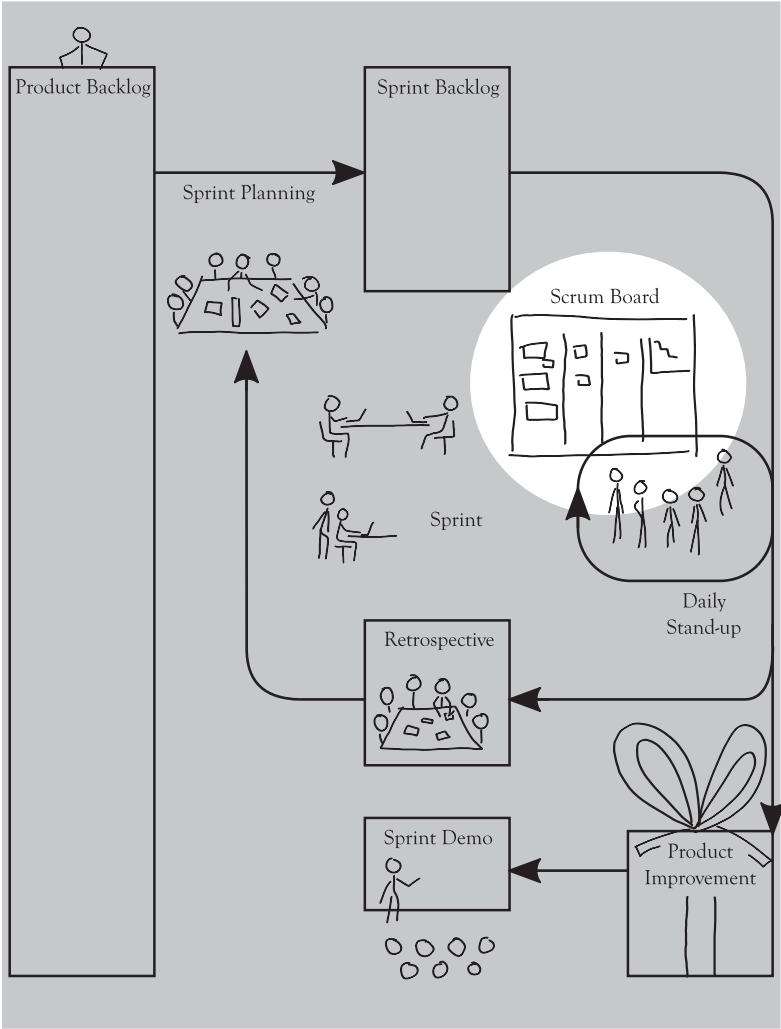 Product Backlog
Sprint Backlog
Sprint Planning
Scrum Board
Sprint
Daily
Stand-up
Retrospective
Sprint Demo
Product
Improvement